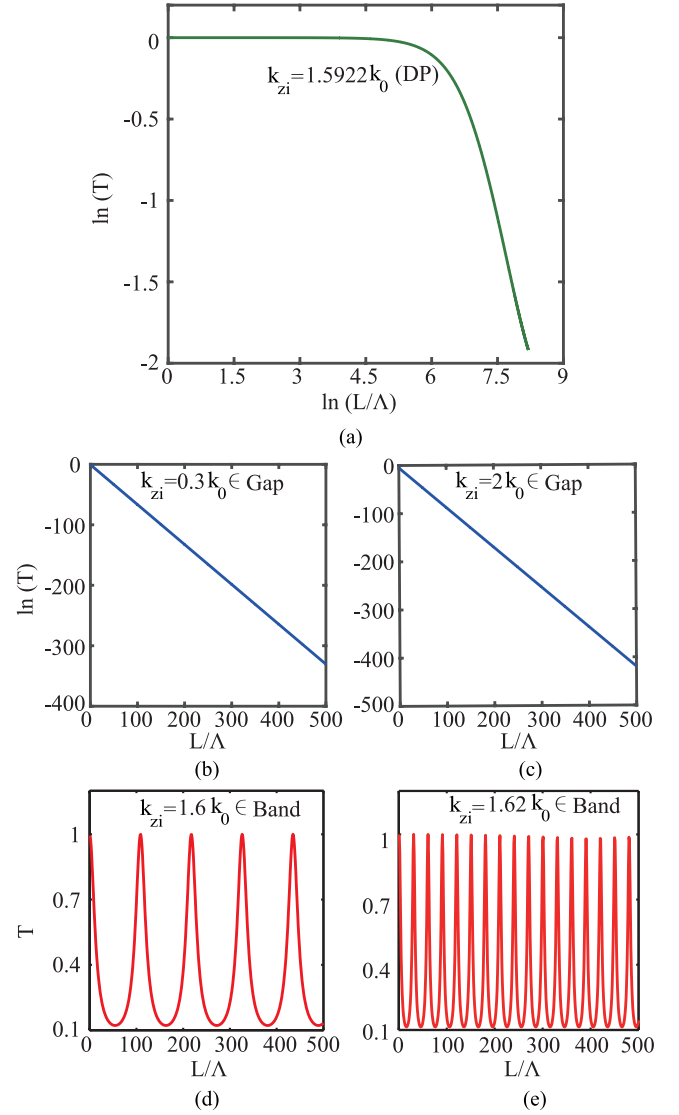 0
-0.5
-1
-1.5
-2
ln (T)
k_zi=1.5922k_0 (DP)
0 1.5 3 4.5 6 7.5 9
ln (L/Λ)
(a)
0
-100
-200
-300
-400
ln (T)
k_zi=0.3k_0 ∈ Gap
0 100 200 300 400 500
L/Λ
(b)
0
-100
-200
-300
-400
-500
k_zi=2k_0 ∈ Gap
0 100 200 300 400 500
L/Λ
(c)
1
0.7
0.4
0.1
T
k_zi=1.6k_0 ∈ Band
0 100 200 300 400 500
L/Λ
(d)
1
0.7
0.4
0.1
k_zi=1.62k_0 ∈ Band
0 100 200 300 400 500
L/Λ
(e)